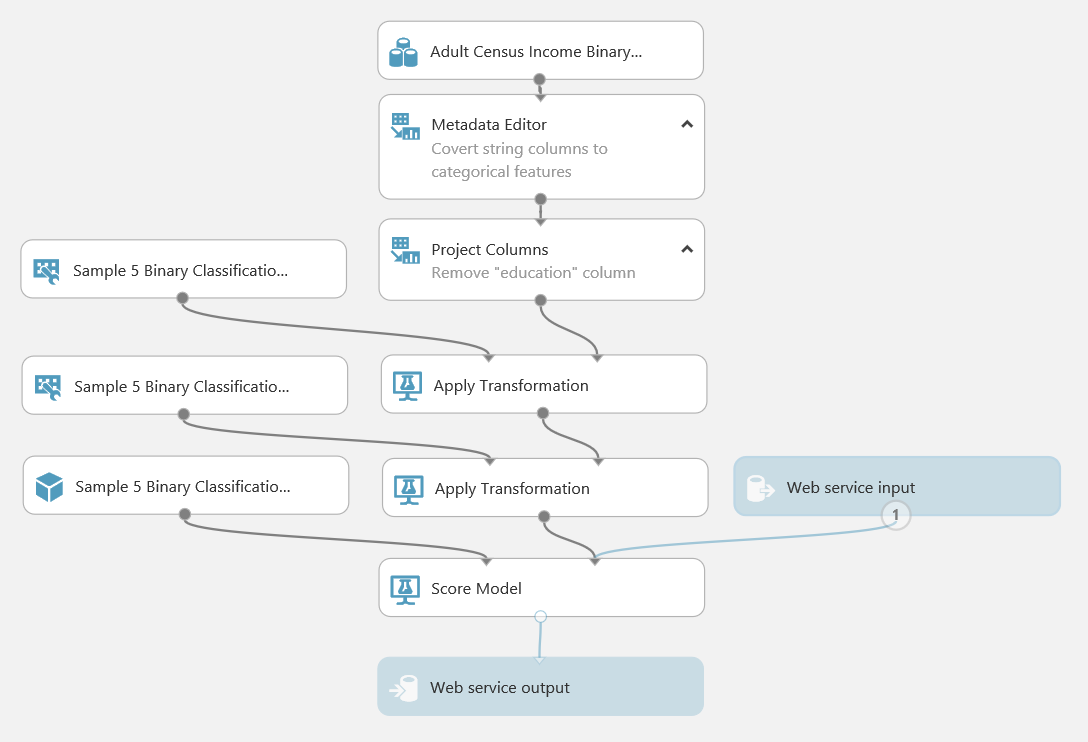 Adult Census Income Binary...
Metadata Editor
Covert string columns to
categorical features
Project Columns
Remove "education" column
Sample 5 Binary Classificatio...
Sample 5 Binary Classificatio...
Apply Transformation
Sample 5 Binary Classificatio...
Apply Transformation
Web service input
1
Score Model
Web service output